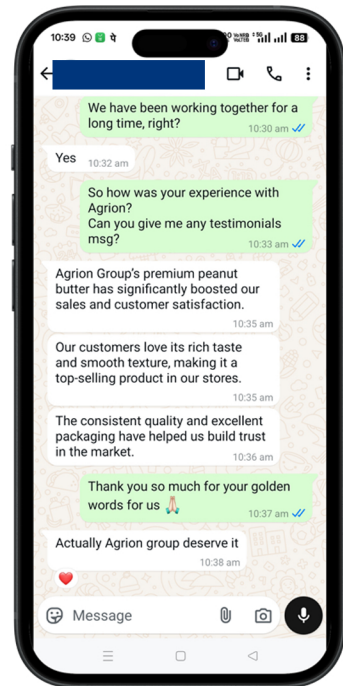 10:39
5G
88
We have been working together for a
long time, right?
10:30 am
Yes
10:32 am
So how was your experience with
Agrion?
Can you give me any testimonials
msg?
10:33 am
Agrion Group's premium peanut
butter has significantly boosted our
sales and customer satisfaction.
10:35 am
Our customers love its rich taste
and smooth texture, making it a
top-selling product in our stores.
10:35 am
The consistent quality and excellent
packaging have helped us build trust
in the market.
10:36 am
Thank you so much for your golden
words for us 🙏🏻
10:37 am
Actually Agrion group deserve it
10:38 am
Message